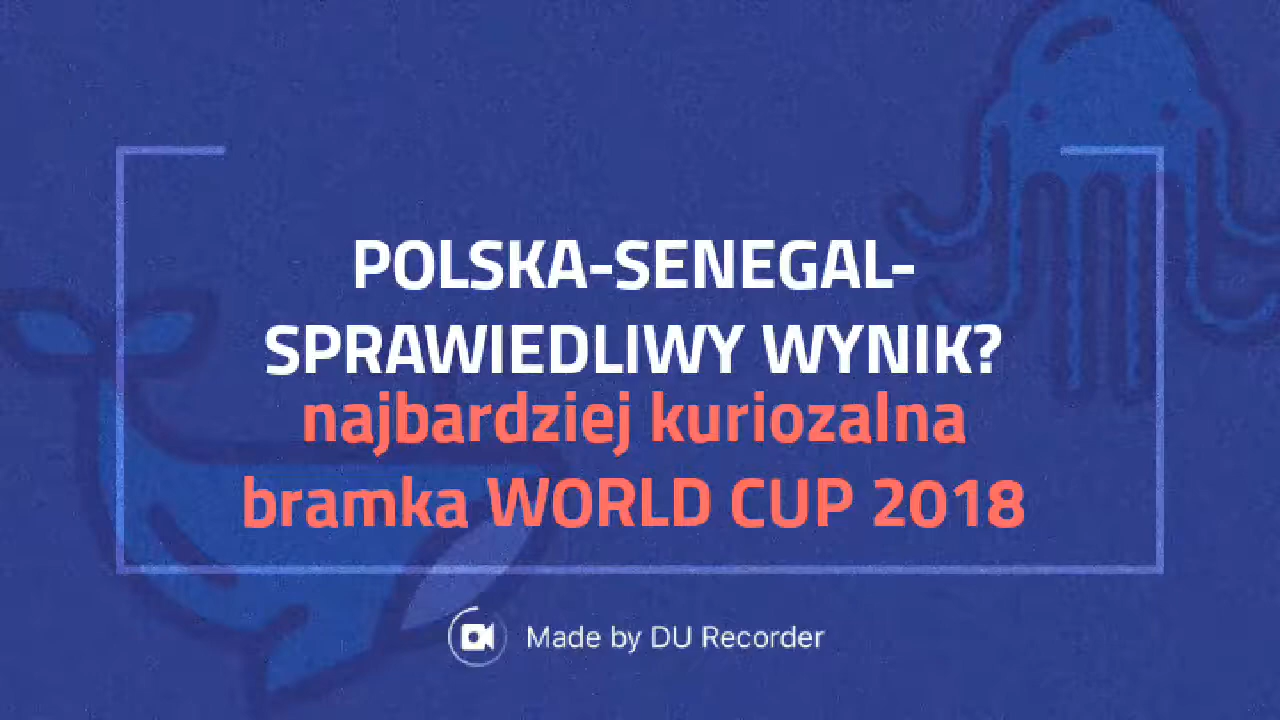 POLSKA-SENEGAL-
SPRAWIEDLIWY WYNIK?
najbardziej kuriozalna
bramka WORLD CUP 2018
Made by DU Recorder